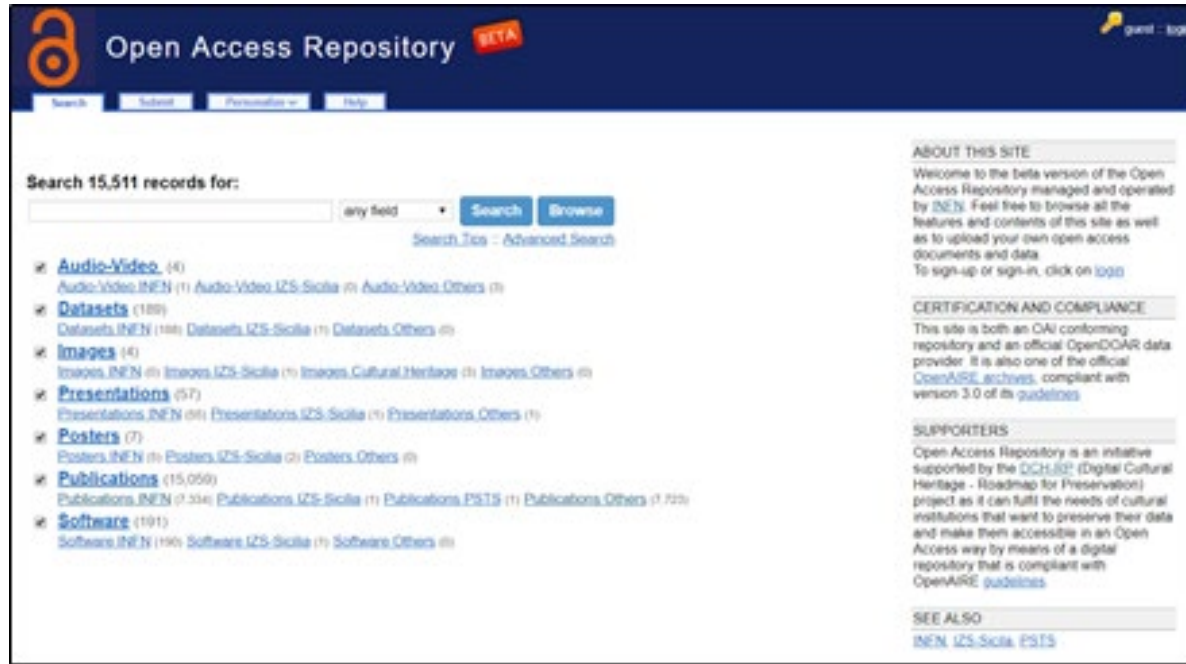 Open Access Repository BETA
guest :: login
Search Submit Personalize Help
Search 15,511 records for:
any field Search Browse
Search Tips :: Advanced Search
Audio-Video (4)
Audio-Video INFN (1) Audio-Video IZS-Sicilia (0) Audio-Video Others (3)
Datasets (189)
Datasets INFN (188) Datasets IZS-Sicilia (1) Datasets Others (0)
Images (4)
Images INFN (0) Images IZS-Sicilia (1) Images Cultural Heritage (3) Images Others (0)
Presentations (57)
Presentations INFN (55) Presentations IZS-Sicilia (1) Presentations Others (1)
Posters (7)
Posters INFN (5) Posters IZS-Sicilia (2) Posters Others (0)
Publications (15,059)
Publications INFN (7,334) Publications IZS-Sicilia (1) Publications PSTS (1) Publications Others (7,723)
Software (191)
Software INFN (190) Software IZS-Sicilia (1) Software Others (0)
ABOUT THIS SITE
Welcome to the beta version of the Open
Access Repository managed and operated
by INFN. Feel free to browse all the
features and contents of this site as well
as to upload your own open access
documents and data.
To sign-up or sign-in, click on login
CERTIFICATION AND COMPLIANCE
This site is both an OAI conforming
repository and an official OpenDOAR data
provider. It is also one of the official
OpenAIRE archives, compliant with
version 3.0 of its guidelines
SUPPORTERS
Open Access Repository is an initiative
supported by the DCH-RP (Digital Cultural
Heritage - Roadmap for Preservation)
project as it can fulfil the needs of cultural
institutions that want to preserve their data
and make them accessible in an Open
Access way by means of a digital
repository that is compliant with
OpenAIRE guidelines
SEE ALSO
INFN, IZS-Sicilia, PSTS